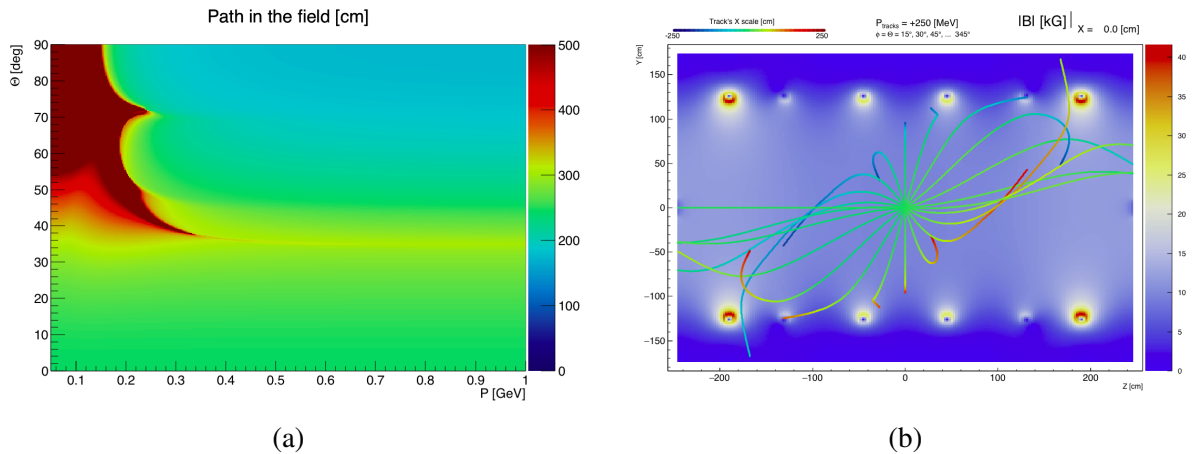 Path in the field [cm]
Θ [deg]
90
80
70
60
50
40
30
20
10
0
0.1 0.2 0.3 0.4 0.5 0.6 0.7 0.8 0.9 1
P [GeV]
500
400
300
200
100
0
(a)
Track's X scale [cm]
-250 250
P tracks = +250 [MeV]
ϕ = Θ = 15°, 30°, 45°, ... 345°
|B| [kG]
X = 0.0 [cm]
Y [cm]
150
100
50
0
−50
−100
−150
−200 −100 0 100 200
Z [cm]
40
35
30
25
20
15
10
5
0
(b)